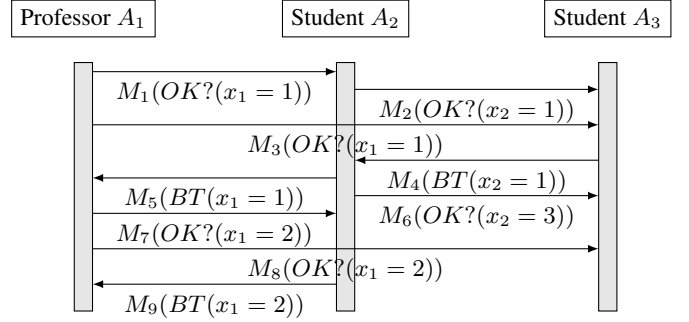 Professor A₁ Student A₂ Student A₃
M₁(OK?(x₁ = 1))
M₂(OK?(x₂ = 1))
M₃(OK?(x₁ = 1))
M₄(BT(x₂ = 1))
M₅(BT(x₁ = 1))
M₆(OK?(x₂ = 3))
M₇(OK?(x₁ = 2))
M₈(OK?(x₁ = 2))
M₉(BT(x₁ = 2))